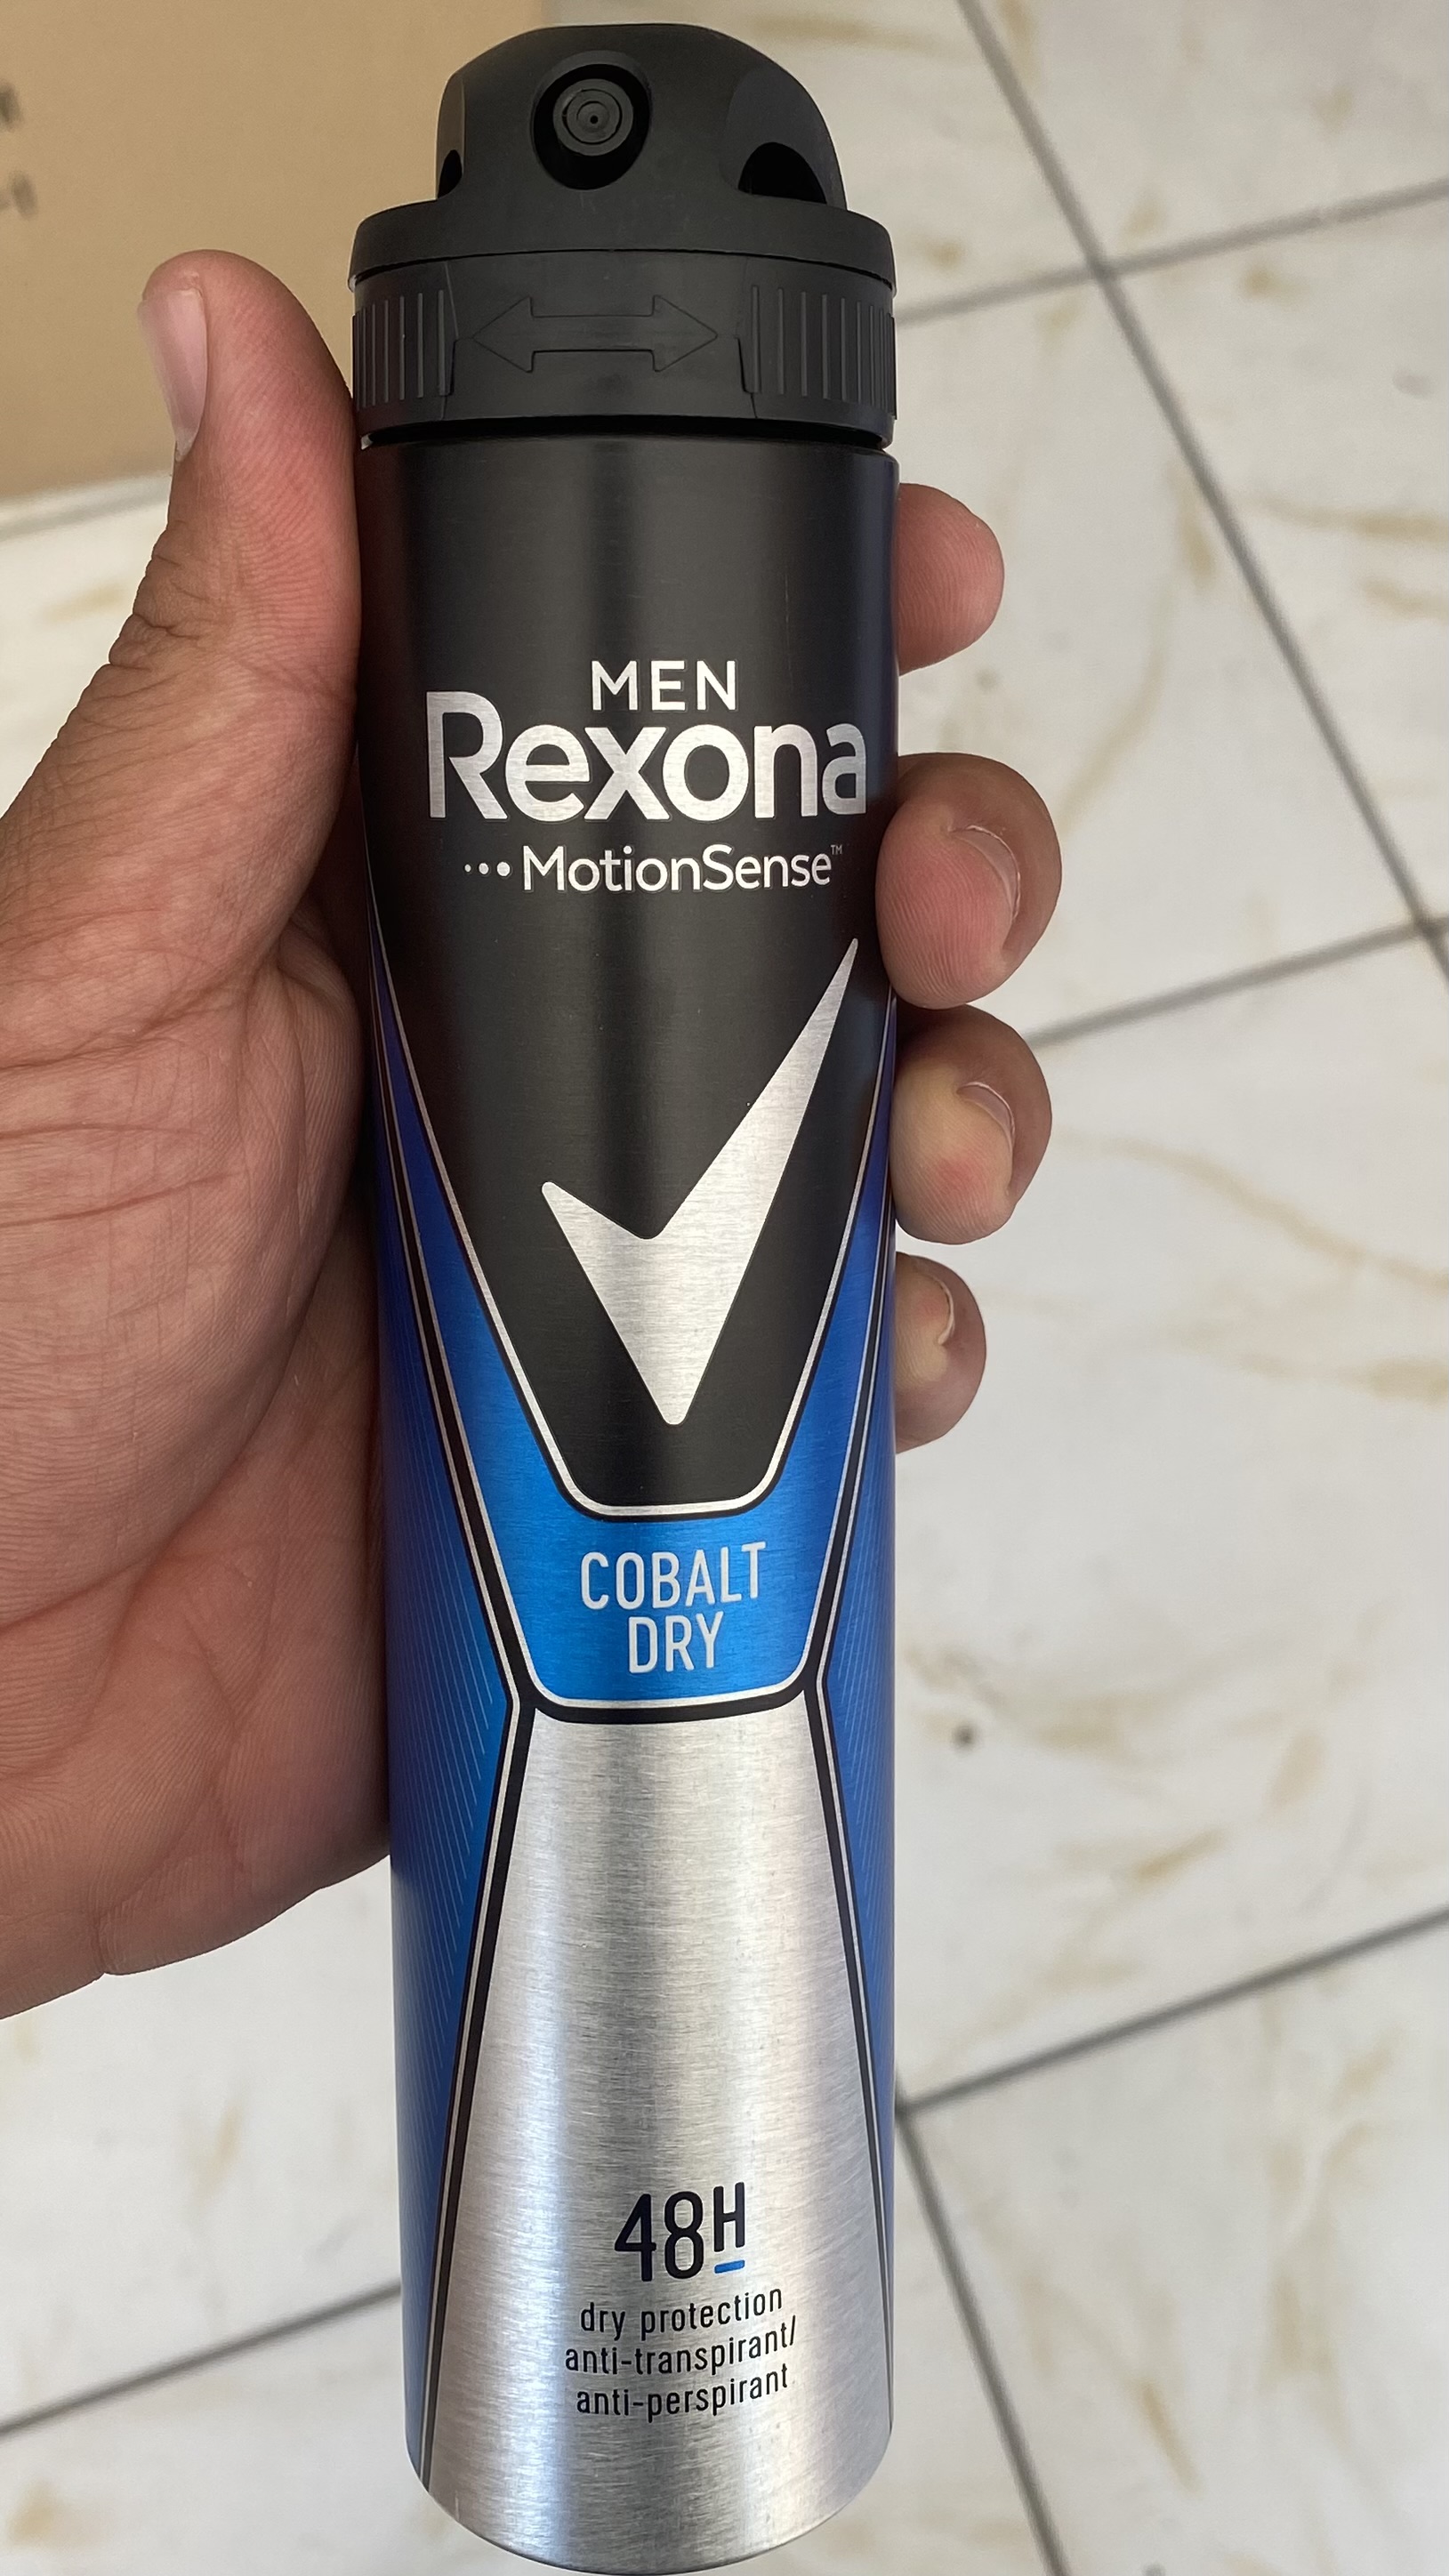 MEN
Rexona
MotionSense™
COBALT
DRY
48H
dry protection
anti-transpirant/
anti-perspirant